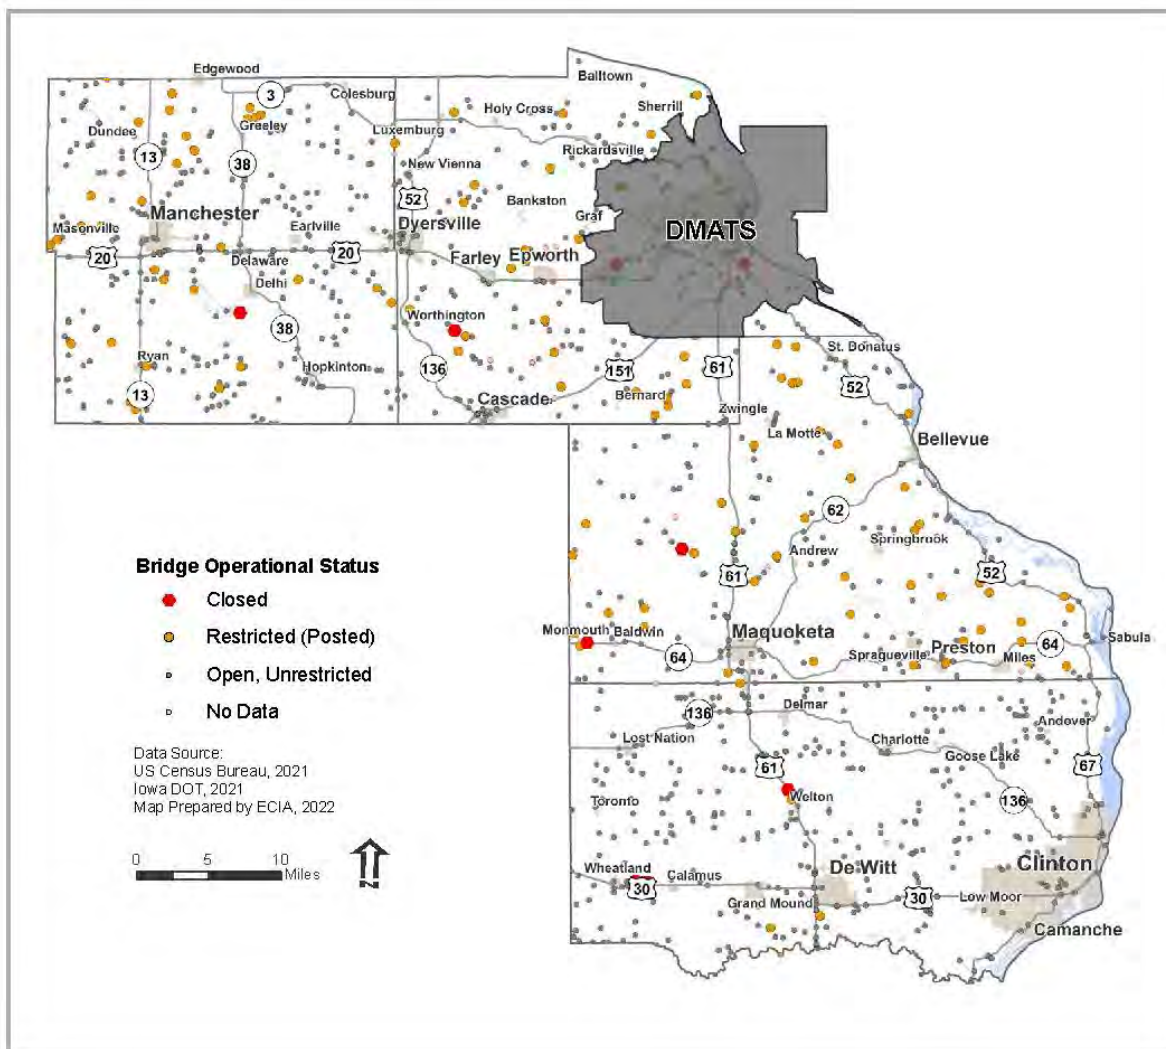 Edgewood
Balltown
3
Colesburg
Holy Cross
Sherrill
Dundee
Greeley
Luxemburg
Rickardsville
13
38
New Vienna
52
Bankston
Manchester
Graf
Masonville
Earlville
Dyersville
DMATS
20
Delaware
20
Farley
Epworth
Delhi
Worthington
38
St. Donatus
Ryan
Hopkinton
136
151
61
52
13
Cascade
Bernard
Zwingle
La Motte
Bellevue
62
Springbrook
Andrew
Bridge Operational Status
Closed
Restricted (Posted)
Open, Unrestricted
No Data
Data Source:
US Census Bureau, 2021
Iowa DOT, 2021
Map Prepared by ECIA, 2022
0 5 10
Miles
N
61
52
Monmouth
Baldwin
Maquoketa
64
Spraqueville
Preston
Miles
64
Sabula
136
Delmar
Lost Nation
Charlotte
Andover
Goose Lake
61
67
Toronto
Welton
136
Wheatland
30
Calamus
De Witt
Clinton
Grand Mound
30
Low Moor
Camanche